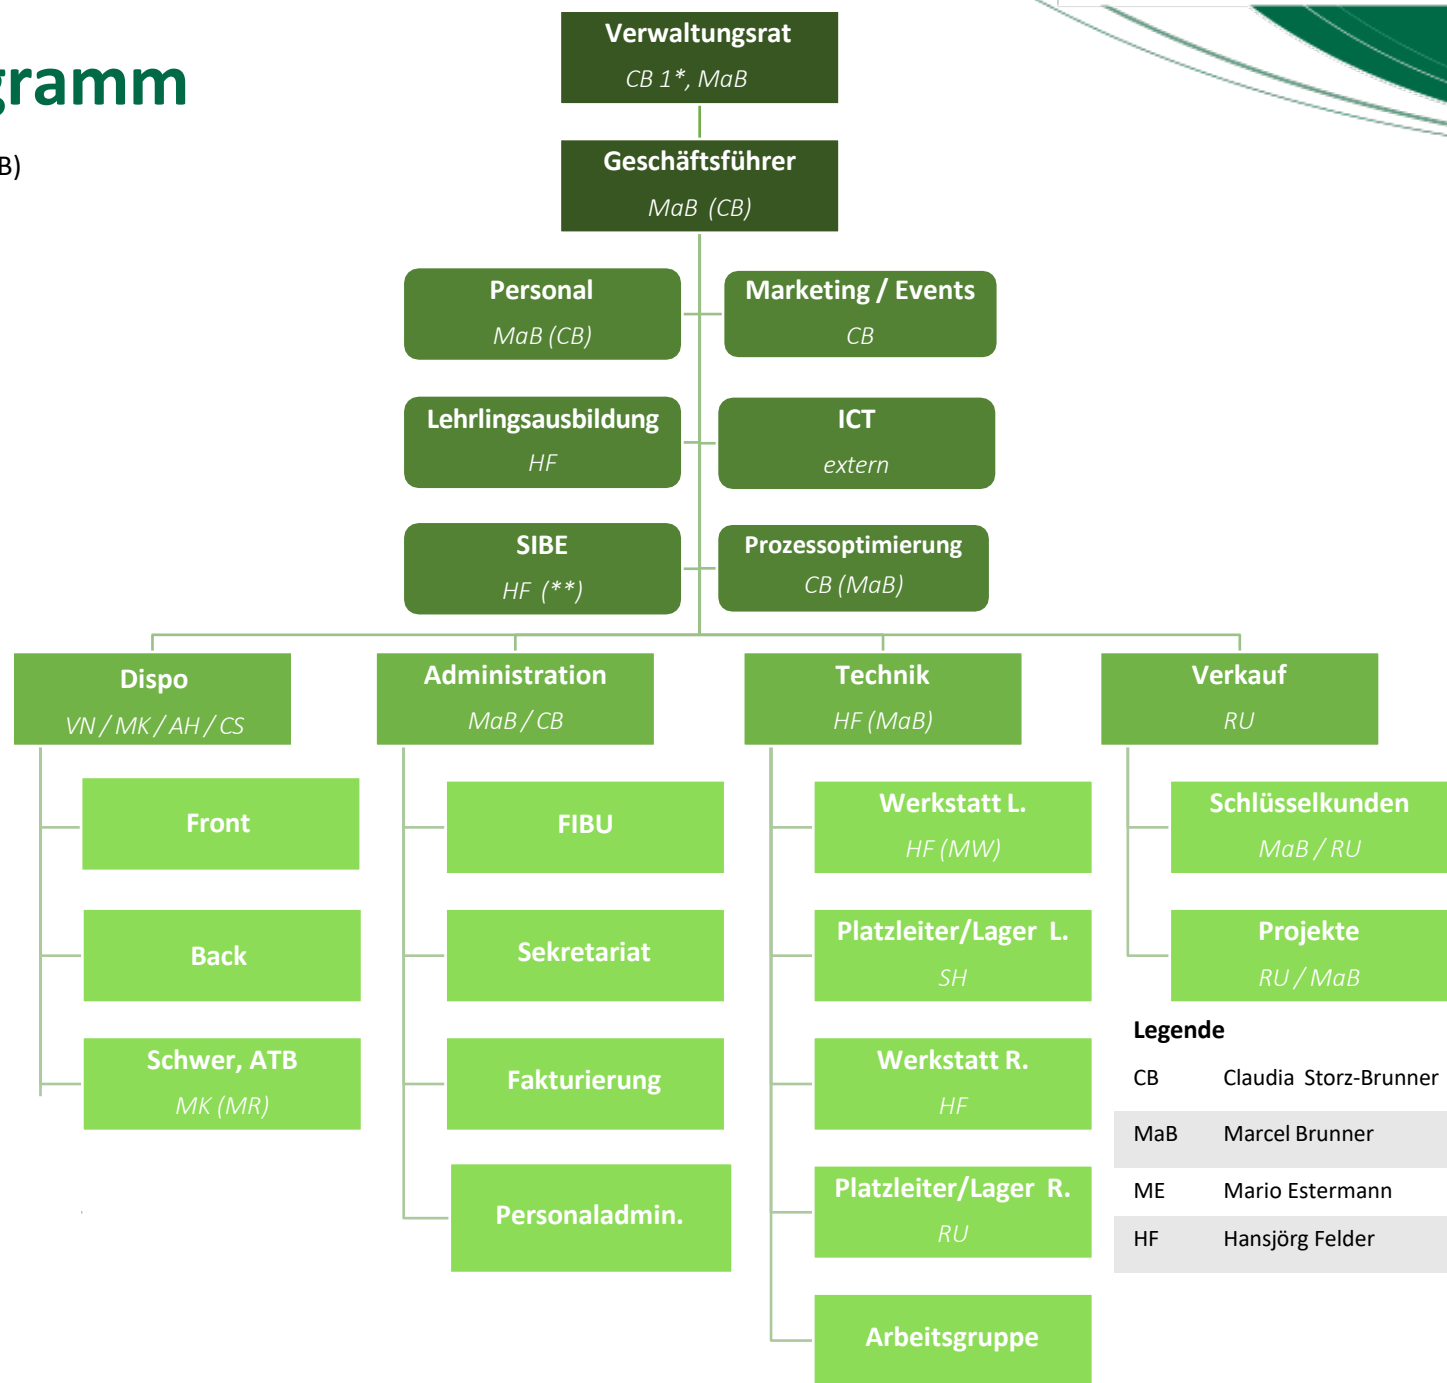 gramm
B)
Verwaltungsrat
CB 1*, MaB
Geschäftsführer
MaB (CB)
Personal
MaB (CB)
Marketing / Events
CB
Lehrlingsausbildung
HF
ICT
extern
SIBE
HF (**)
Prozessoptimierung
CB (MaB)
Dispo
VN / MK / AH / CS
Administration
MaB / CB
Technik
HF (MaB)
Verkauf
RU
Front
FIBU
Werkstatt L.
HF (MW)
Schlüsselkunden
MaB / RU
Back
Sekretariat
Platzleiter/Lager L.
SH
Projekte
RU / MaB
Schwer, ATB
MK (MR)
Fakturierung
Werkstatt R.
HF
Personaladmin.
Platzleiter/Lager R.
RU
Arbeitsgruppe
Legende
CB Claudia Storz-Brunner
MaB Marcel Brunner
ME Mario Estermann
HF Hansjörg Felder